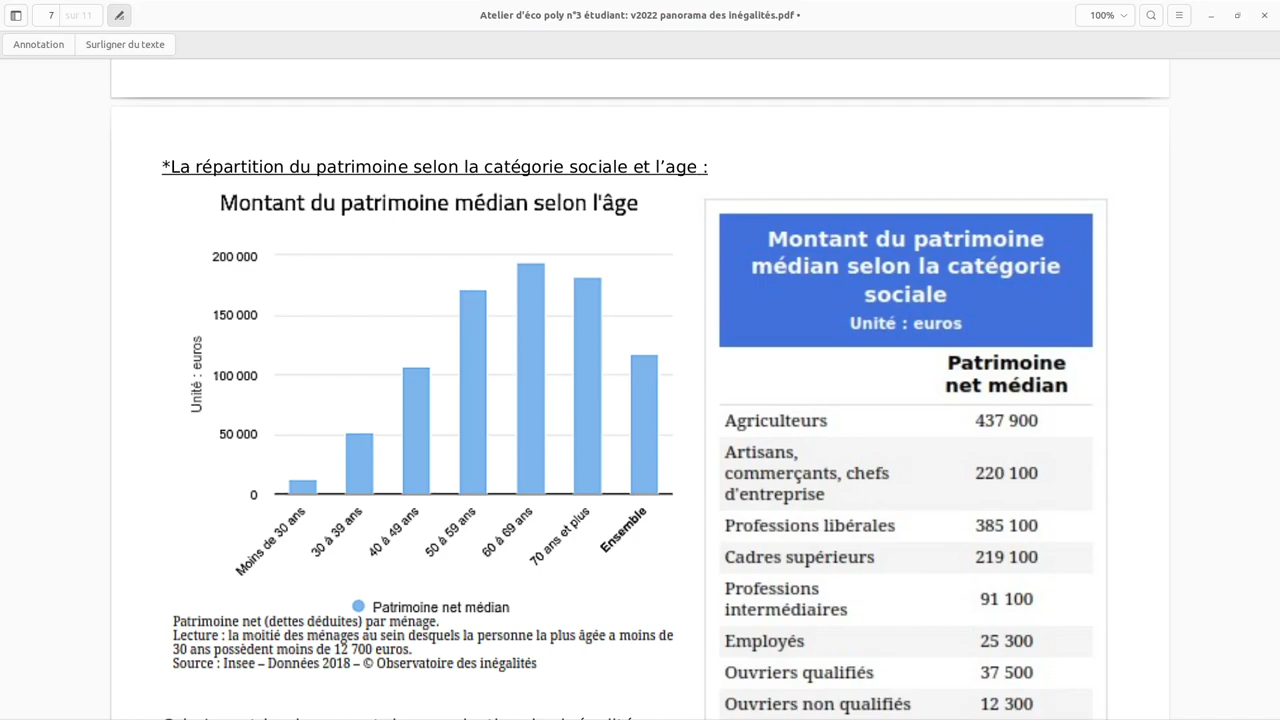 7 sur 11
Atelier d'éco poly n°3 étudiant: v2022 panorama des inégalités.pdf •
100%
Annotation
Surligner du texte
*La répartition du patrimoine selon la catégorie sociale et l’age :
Montant du patrimoine médian selon l'âge
Unité : euros
200 000
150 000
100 000
50 000
0
Moins de 30 ans
30 à 39 ans
40 à 49 ans
50 à 59 ans
60 à 69 ans
70 ans et plus
Ensemble
Patrimoine net médian
Patrimoine net (dettes déduites) par ménage.
Lecture : la moitié des ménages au sein desquels la personne la plus âgée a moins de
30 ans possèdent moins de 12 700 euros.
Source : Insee – Données 2018 – © Observatoire des inégalités
Montant du patrimoine
médian selon la catégorie
sociale
Unité : euros
Patrimoine
net médian
Agriculteurs 437 900
Artisans,
commerçants, chefs
d'entreprise
220 100
Professions libérales 385 100
Cadres supérieurs 219 100
Professions
intermédiaires
91 100
Employés 25 300
Ouvriers qualifiés 37 500
Ouvriers non qualifiés 12 300